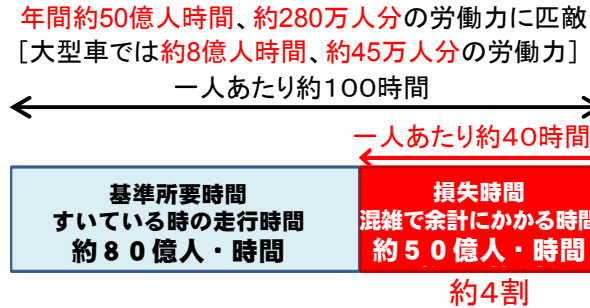 年間約50億人時間、約280万人分の労働力に匹敵
［大型車では約8億人時間、約45万人分の労働力］
一人あたり約100時間
一人あたり約40時間
基準所要時間
すいている時の走行時間
約８０億人・時間
損失時間
混雑で余計にかかる時間
約５０億人・時間
約4割